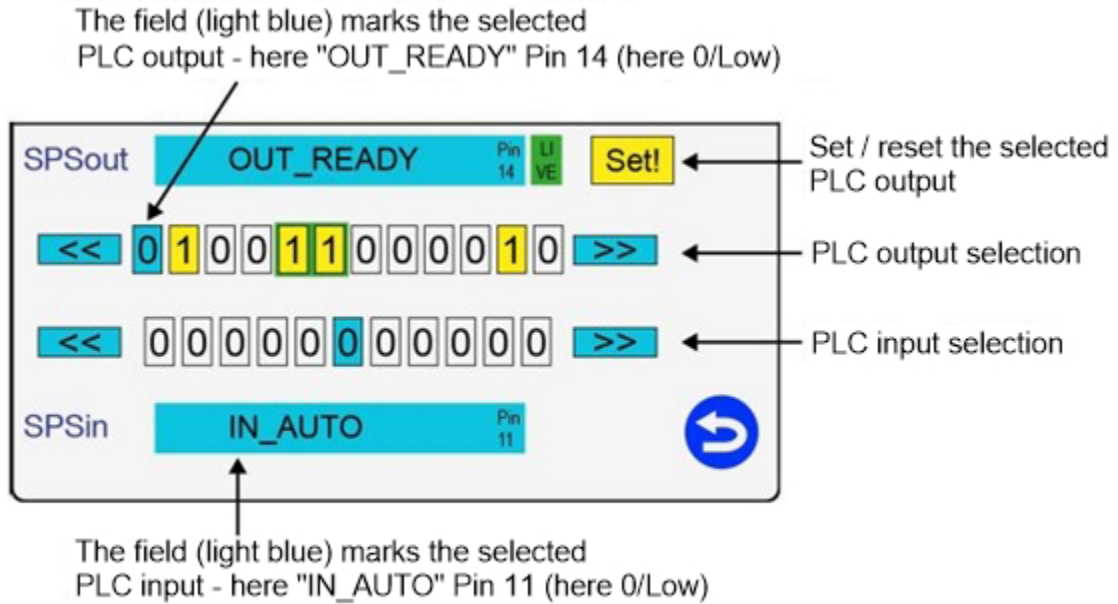 The field (light blue) marks the selected
PLC output - here "OUT_READY" Pin 14 (here 0/Low)
SPSout OUT_READY Pin 14 LI VE Set!
Set / reset the selected
PLC output
<< 0 1 0 0 1 1 0 0 0 0 1 0 >>
PLC output selection
<< 0 0 0 0 0 0 0 0 0 0 0 >>
PLC input selection
SPSin IN_AUTO Pin 11
The field (light blue) marks the selected
PLC input - here "IN_AUTO" Pin 11 (here 0/Low)